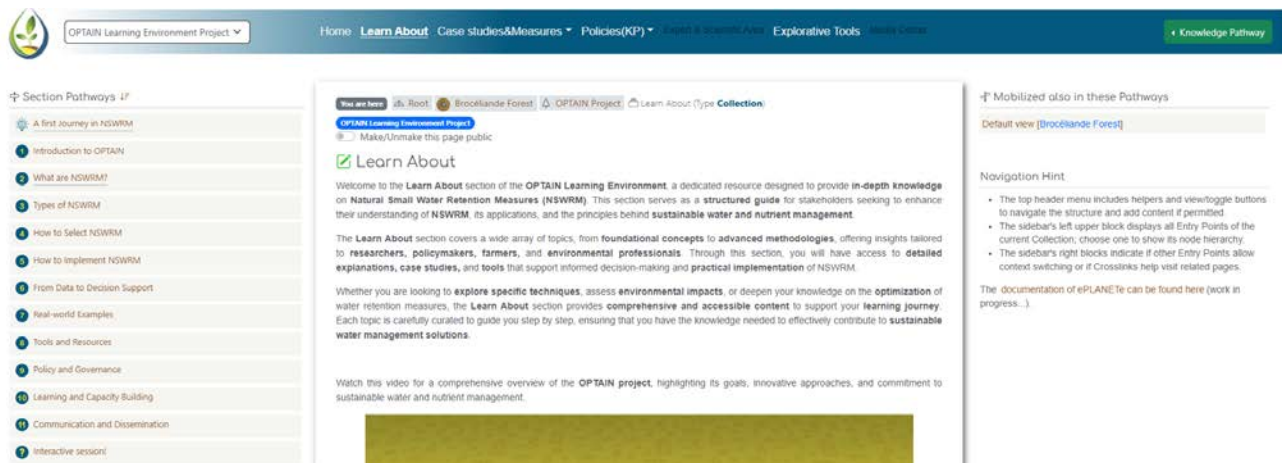 OPTAIN Learning Environment Project
Home Learn About Case studies&Measures Policies(KP) Explorative Tools
Knowledge Pathway
Section Pathways
A first Journey in NSWRM
1 Introduction to OPTAIN
2 What are NSWRM?
3 Types of NSWRM
4 How to Select NSWRM
5 How to Implement NSWRM
6 From Data to Decision Support
7 Real-world Examples
8 Tools and Resources
9 Policy and Governance
10 Learning and Capacity Building
11 Communication and Dissemination
? Interactive session!
You are here Root Brocéliande Forest OPTAIN Project Learn About (Type Collection)
OPTAIN Learning Environment Project
Make/Unmake this page public
Learn About
Welcome to the Learn About section of the OPTAIN Learning Environment, a dedicated resource designed to provide in-depth knowledge
on Natural Small Water Retention Measures (NSWRM). This section serves as a structured guide for stakeholders seeking to enhance
their understanding of NSWRM, its applications, and the principles behind sustainable water and nutrient management.
The Learn About section covers a wide array of topics, from foundational concepts to advanced methodologies, offering insights tailored
to researchers, policymakers, farmers, and environmental professionals. Through this section, you will have access to detailed
explanations, case studies, and tools that support informed decision-making and practical implementation of NSWRM.
Whether you are looking to explore specific techniques, assess environmental impacts, or deepen your knowledge on the optimization of
water retention measures, the Learn About section provides comprehensive and accessible content to support your learning journey.
Each topic is carefully curated to guide you step by step, ensuring that you have the knowledge needed to effectively contribute to sustainable
water management solutions.
Watch this video for a comprehensive overview of the OPTAIN project, highlighting its goals, innovative approaches, and commitment to
sustainable water and nutrient management.
Mobilized also in these Pathways
Default view [Brocéliande Forest]
Navigation Hint
The top header menu includes helpers and view/toggle buttons
to navigate the structure and add content if permitted.
The sidebar's left upper block displays all Entry Points of the
current Collection; choose one to show its node hierarchy.
The sidebar's right blocks indicate if other Entry Points allow
context switching or if Crosslinks help visit related pages.
The documentation of ePLANETe can be found here (work in
progress...).